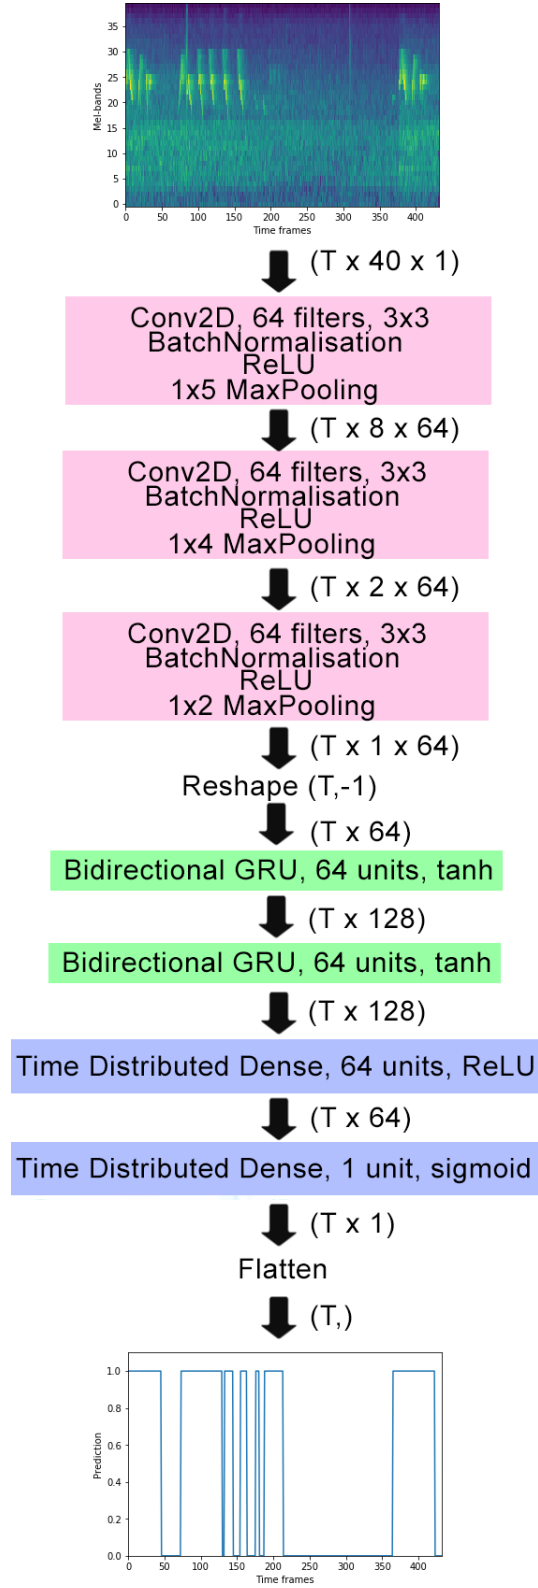 35
30
25
20
15
10
5
0
Mel-bands
0 50 100 150 200 250 300 350 400
Time frames
(T x 40 x 1)
Conv2D, 64 filters, 3x3
BatchNormalisation
ReLU
1x5 MaxPooling
(T x 8 x 64)
Conv2D, 64 filters, 3x3
BatchNormalisation
ReLU
1x4 MaxPooling
(T x 2 x 64)
Conv2D, 64 filters, 3x3
BatchNormalisation
ReLU
1x2 MaxPooling
(T x 1 x 64)
Reshape (T,-1)
(T x 64)
Bidirectional GRU, 64 units, tanh
(T x 128)
Bidirectional GRU, 64 units, tanh
(T x 128)
Time Distributed Dense, 64 units, ReLU
(T x 64)
Time Distributed Dense, 1 unit, sigmoid
(T x 1)
Flatten
(T,)
1.0
0.8
0.6
0.4
0.2
0.0
Prediction
0 50 100 150 200 250 300 350 400
Time frames